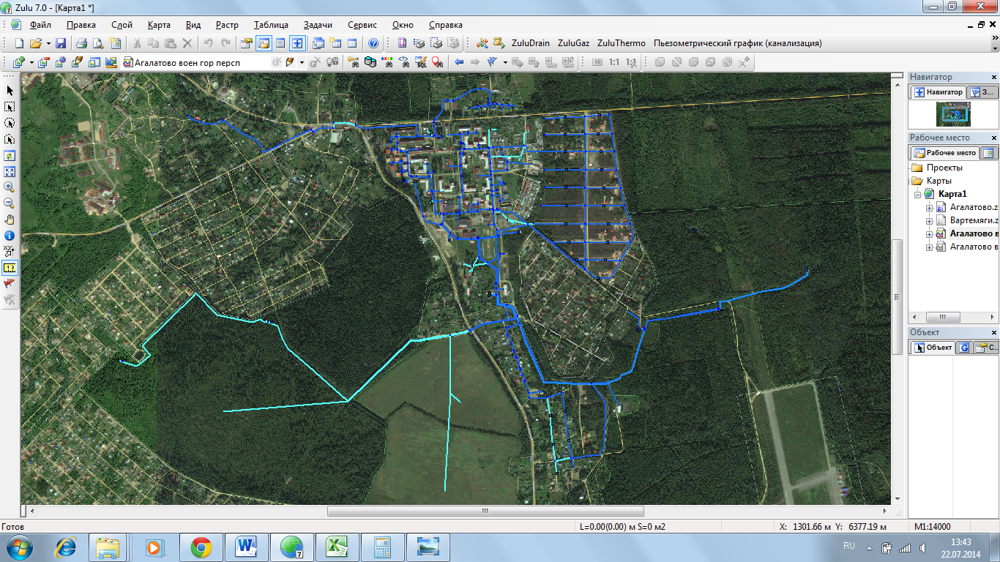 Zulu 7.0 - [Карта1 *]
Файл Правка Слой Карта Вид Растр Таблица Задачи Сервис Окно Справка
ZuluDrain ZuluGaz ZuluThermo Пьезометрический график (канализация)
Агалатово воен гор персп
SQL
1:1
Навигатор
Навигатор З...
Рабочее место
Рабочее место
Проекты
Карты
Карта1
Агалатово.z
Вартемяги.z
Агалатово в
Агалатово в
Объект
Объект С...
Готов L=0.00(0.00) м S=0 м2 X: 1301.66 м Y: 6377.19 м М1:14000
RU 13:43
22.07.2014